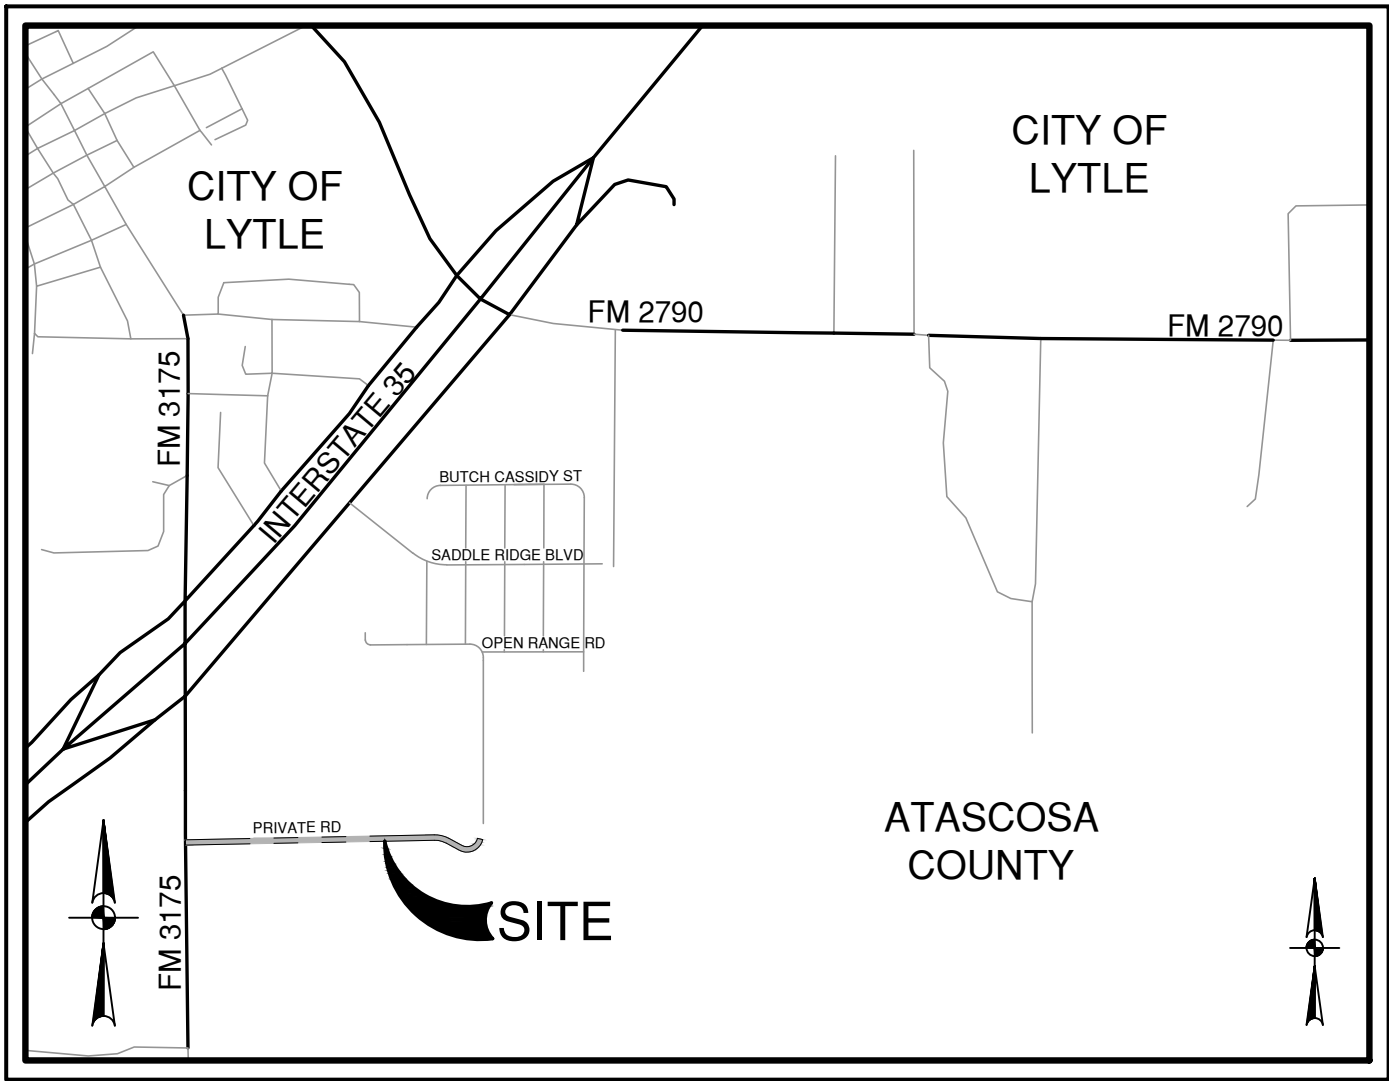 CITY OF
LYTLE
CITY OF
LYTLE
FM 2790
FM 2790
FM 3175
INTERSTATE 35
BUTCH CASSIDY ST
SADDLE RIDGE BLVD
OPEN RANGE RD
PRIVATE RD
ATASCOSA
COUNTY
SITE
FM 3175